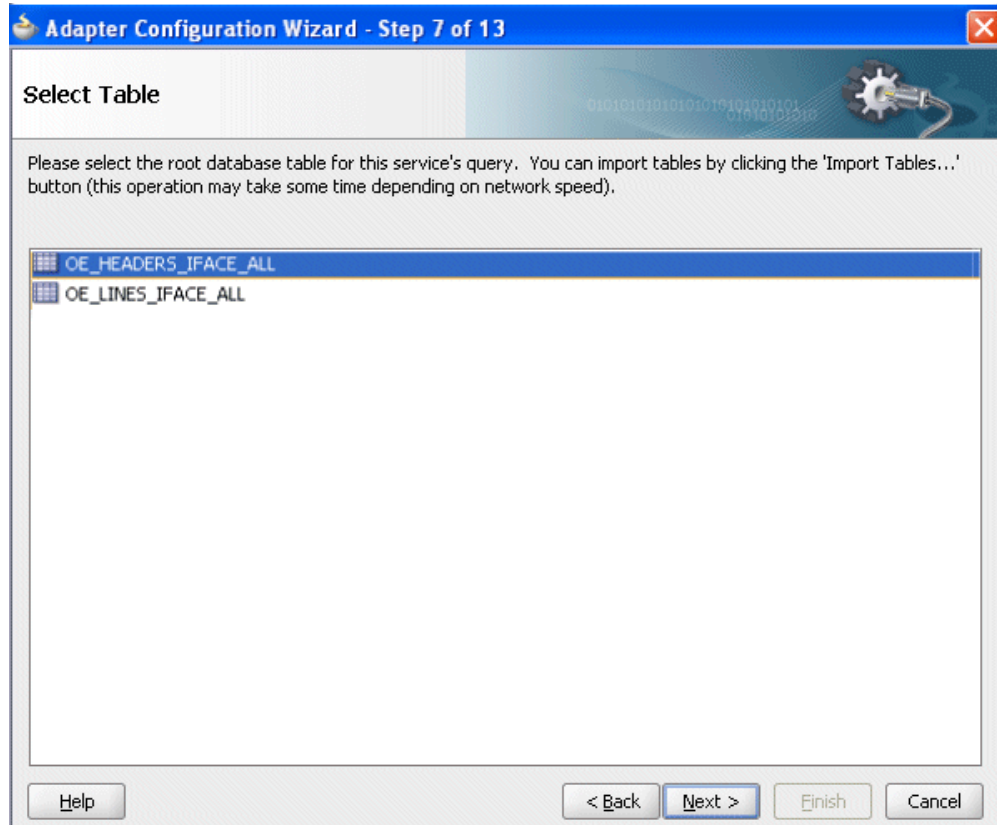 Adapter Configuration Wizard - Step 7 of 13
Select Table
Please select the root database table for this service's query. You can import tables by clicking the 'Import Tables...'
button (this operation may take some time depending on network speed).
OE_HEADERS_IFACE_ALL
OE_LINES_IFACE_ALL
Help
< Back
Next >
Finish
Cancel